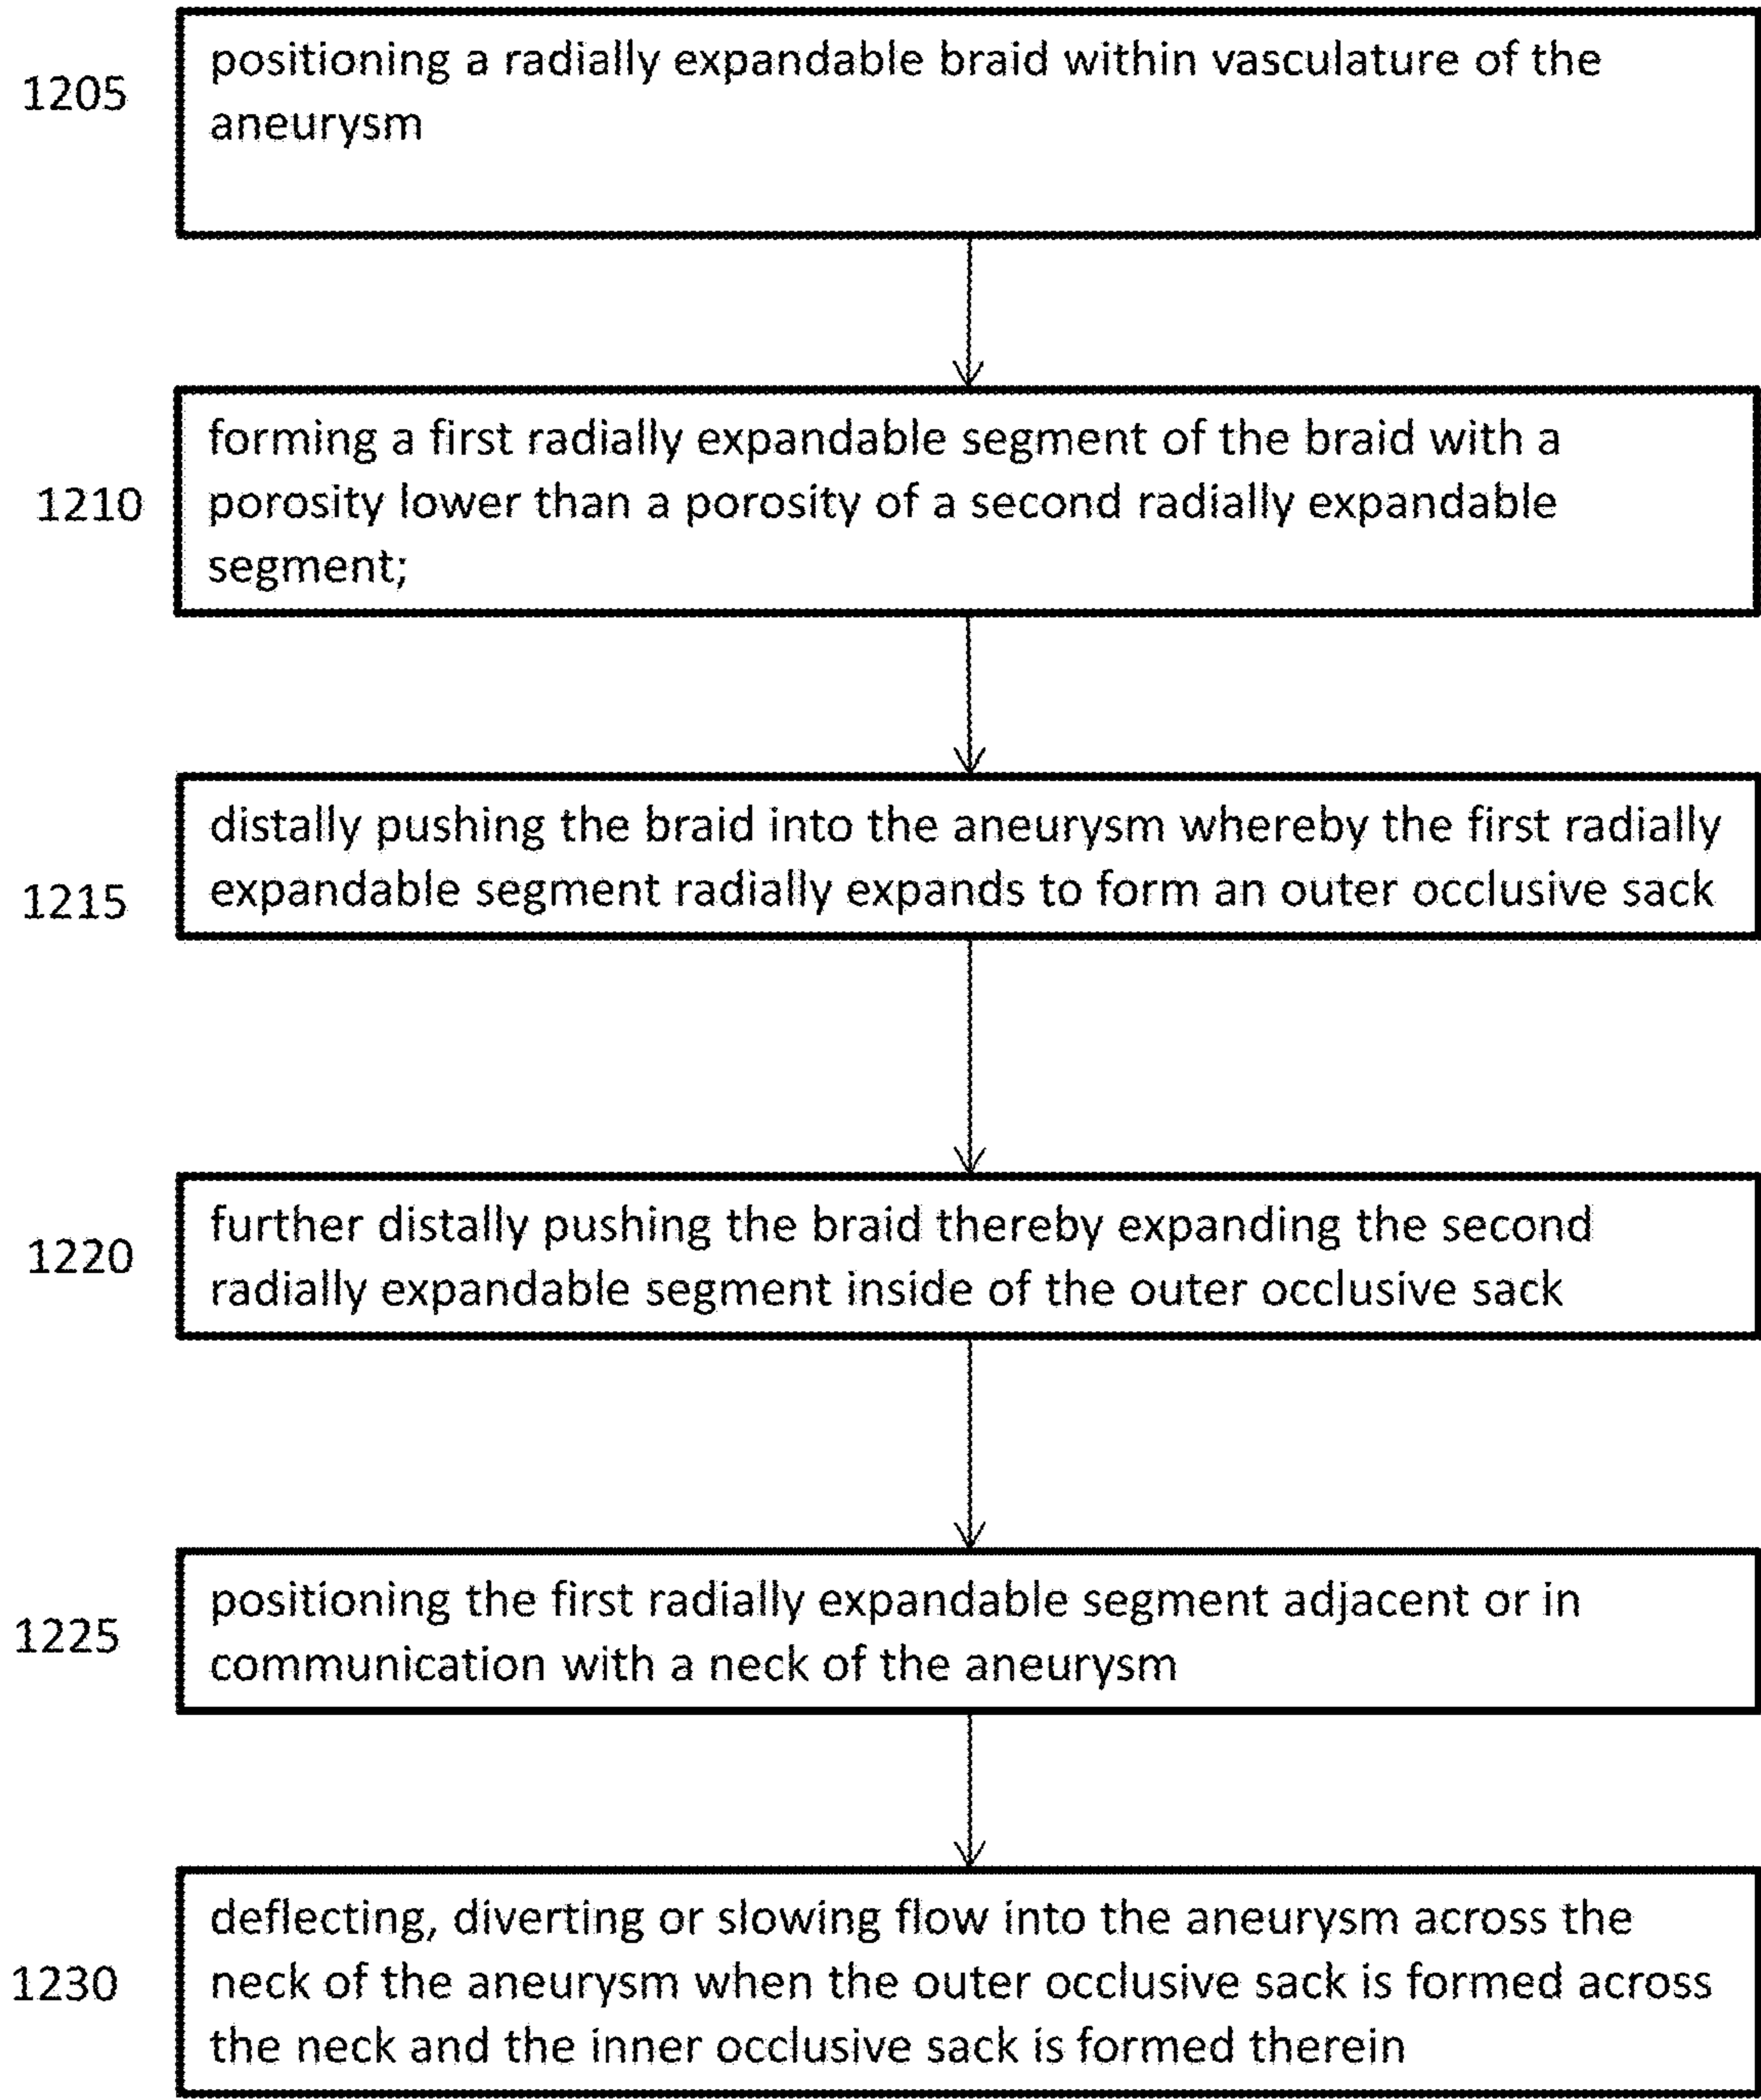 1205
positioning a radially expandable braid within vasculature of the
aneurysm
1210
forming a first radially expandable segment of the braid with a
porosity lower than a porosity of a second radially expandable
segment;
1215
distally pushing the braid into the aneurysm whereby the first radially
expandable segment radially expands to form an outer occlusive sack
1220
further distally pushing the braid thereby expanding the second
radially expandable segment inside of the outer occlusive sack
1225
positioning the first radially expandable segment adjacent or in
communication with a neck of the aneurysm
1230
deflecting, diverting or slowing flow into the aneurysm across the
neck of the aneurysm when the outer occlusive sack is formed across
the neck and the inner occlusive sack is formed therein